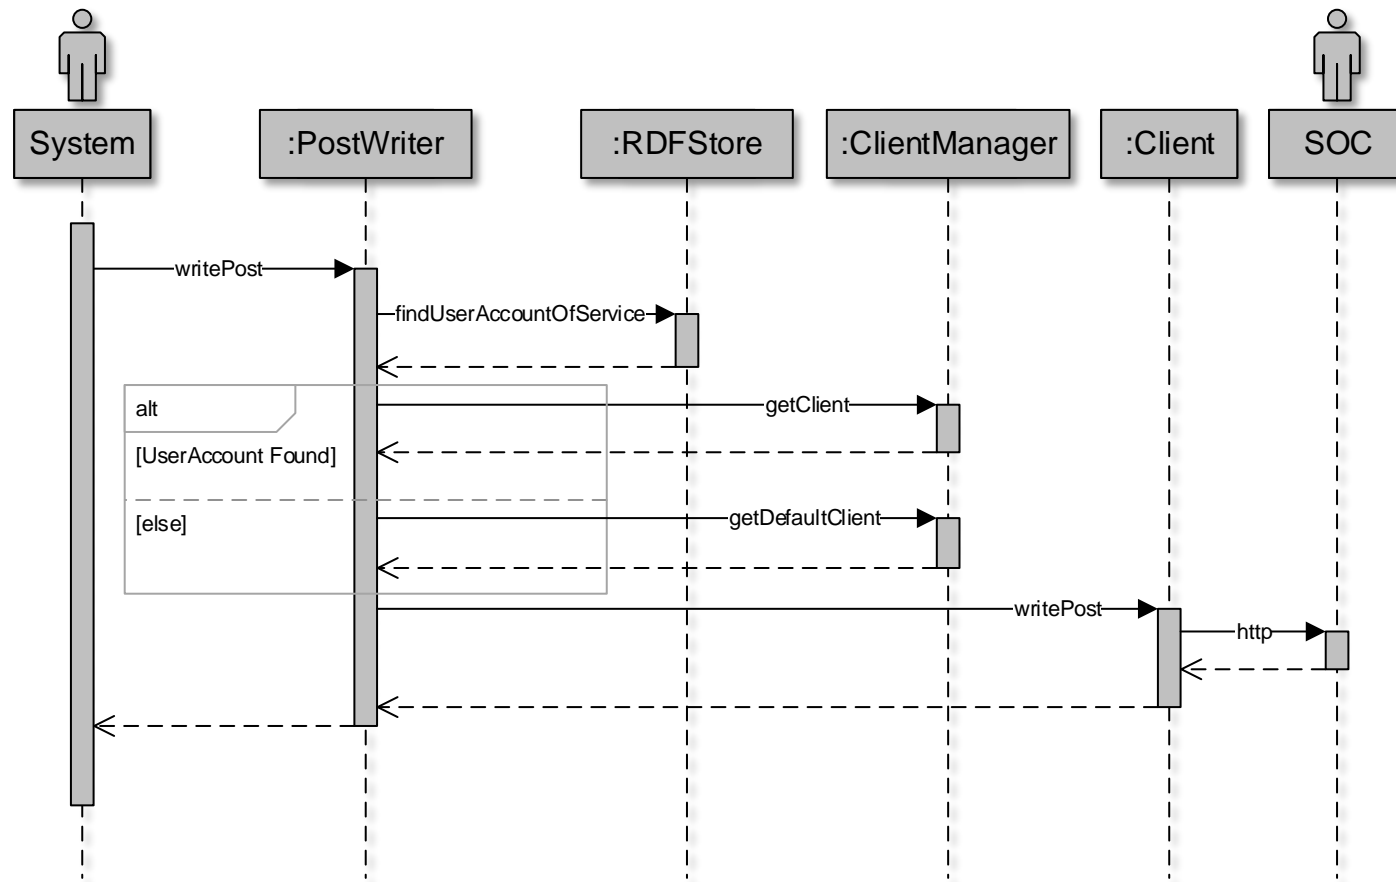 System
:PostWriter
:RDFStore
:ClientManager
:Client
SOC
writePost
findUserAccountOfService
alt
getClient
[UserAccount Found]
getDefaultClient
[else]
writePost
http